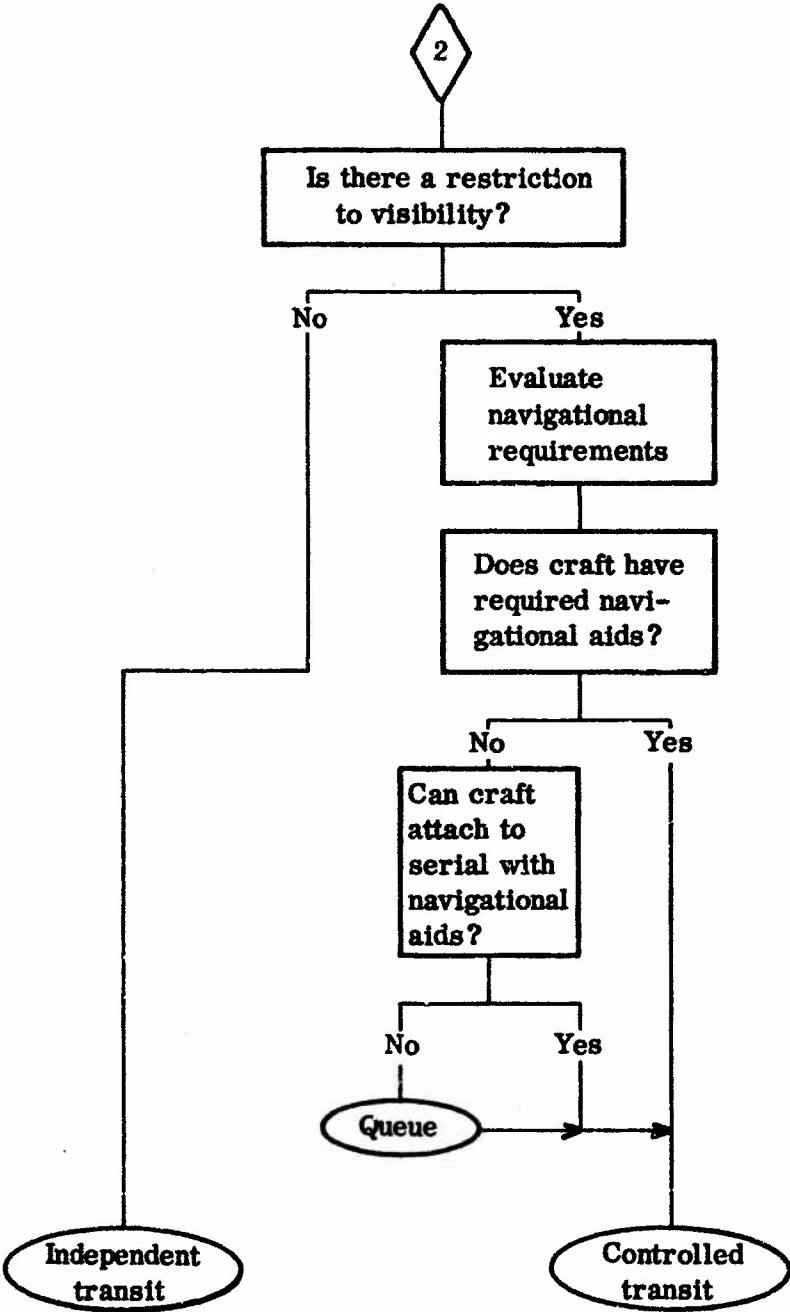 2
Is there a restriction
to visibility?
No
Yes
Evaluate
navigational
requirements
Does craft have
required navi-
gational aids?
No
Yes
Can craft
attach to
serial with
navigational
aids?
No
Yes
Queue
Independent
transit
Controlled
transit